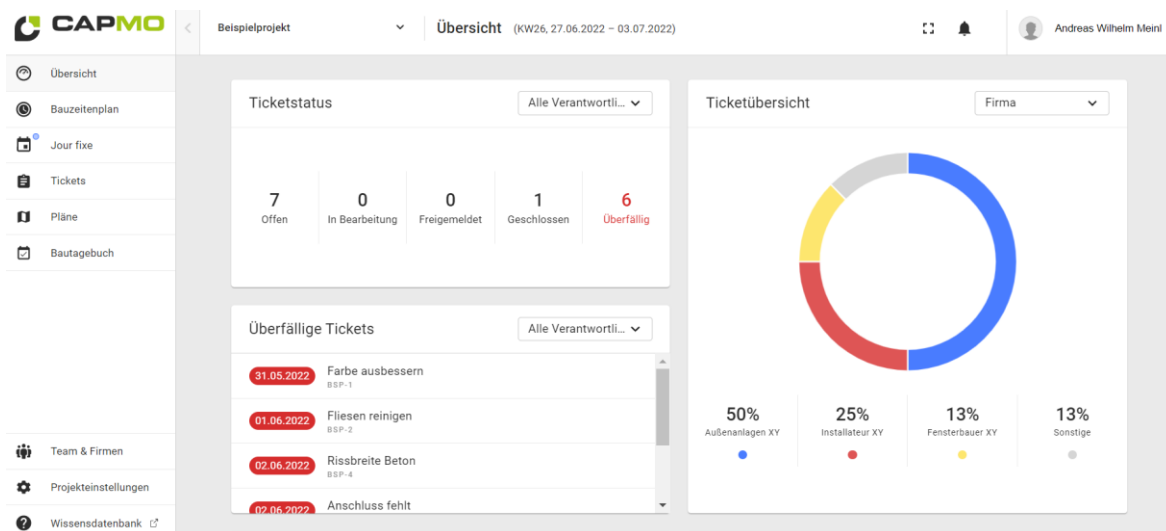 CAPMO
Beispielprojekt
Übersicht (KW26, 27.06.2022 – 03.07.2022)
Andreas Wilhelm Meinl
Übersicht
Bauzeitenplan
Jour fixe
Tickets
Pläne
Bautagebuch
Team & Firmen
Projekteinstellungen
Wissensdatenbank
Ticketstatus
Alle Verantwortli...
7
Offen
0
In Bearbeitung
0
Freigemeldet
1
Geschlossen
6
Überfällig
Überfällige Tickets
Alle Verantwortli...
31.05.2022
Farbe ausbessern
BSP-1
01.06.2022
Fliesen reinigen
BSP-2
02.06.2022
Rissbreite Beton
BSP-4
02.06.2022
Anschluss fehlt
Ticketübersicht
Firma
50%
Außenanlagen XY
25%
Installateur XY
13%
Fensterbauer XY
13%
Sonstige